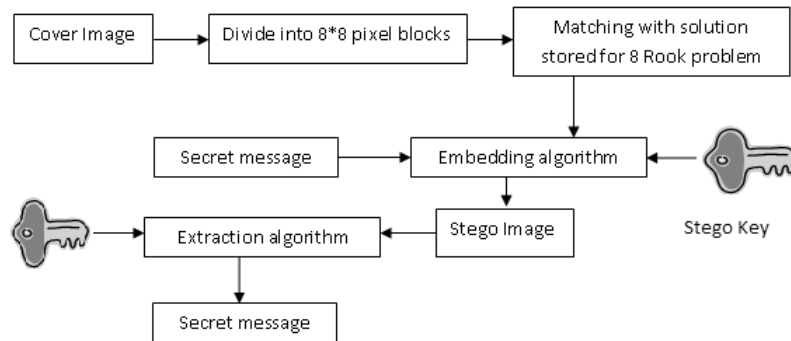 Cover Image
Divide into 8*8 pixel blocks
Matching with solution
stored for 8 Rook problem
Secret message
Embedding algorithm
Stego Key
Extraction algorithm
Stego Image
Secret message